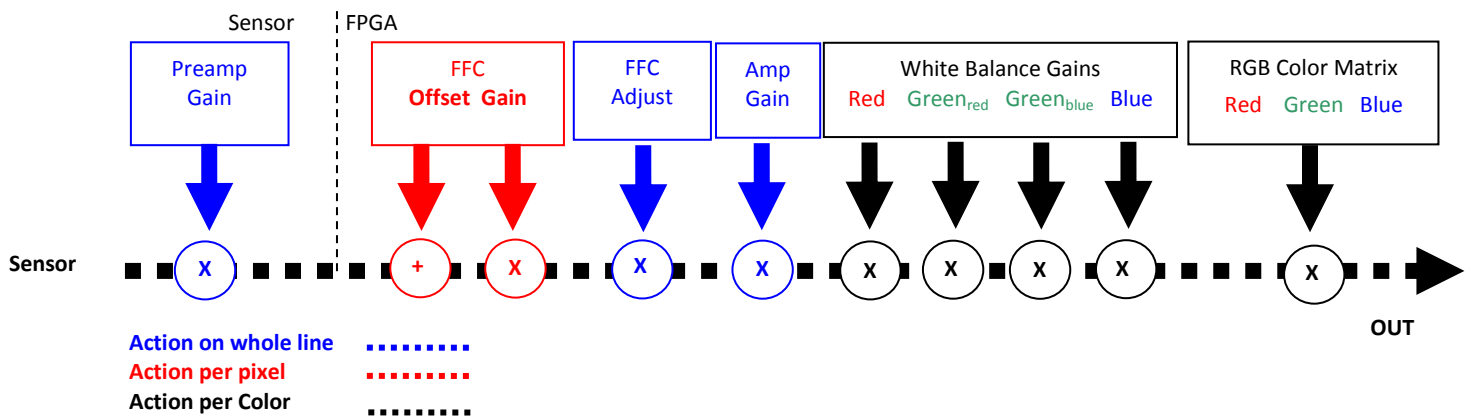 Sensor FPGA
Preamp Gain
FFC
Offset Gain
FFC Adjust
Amp Gain
White Balance Gains
Red Greenred Greenblue Blue
RGB Color Matrix
Red Green Blue
Sensor X + X X X X X X X X
OUT
Action on whole line
Action per pixel
Action per Color